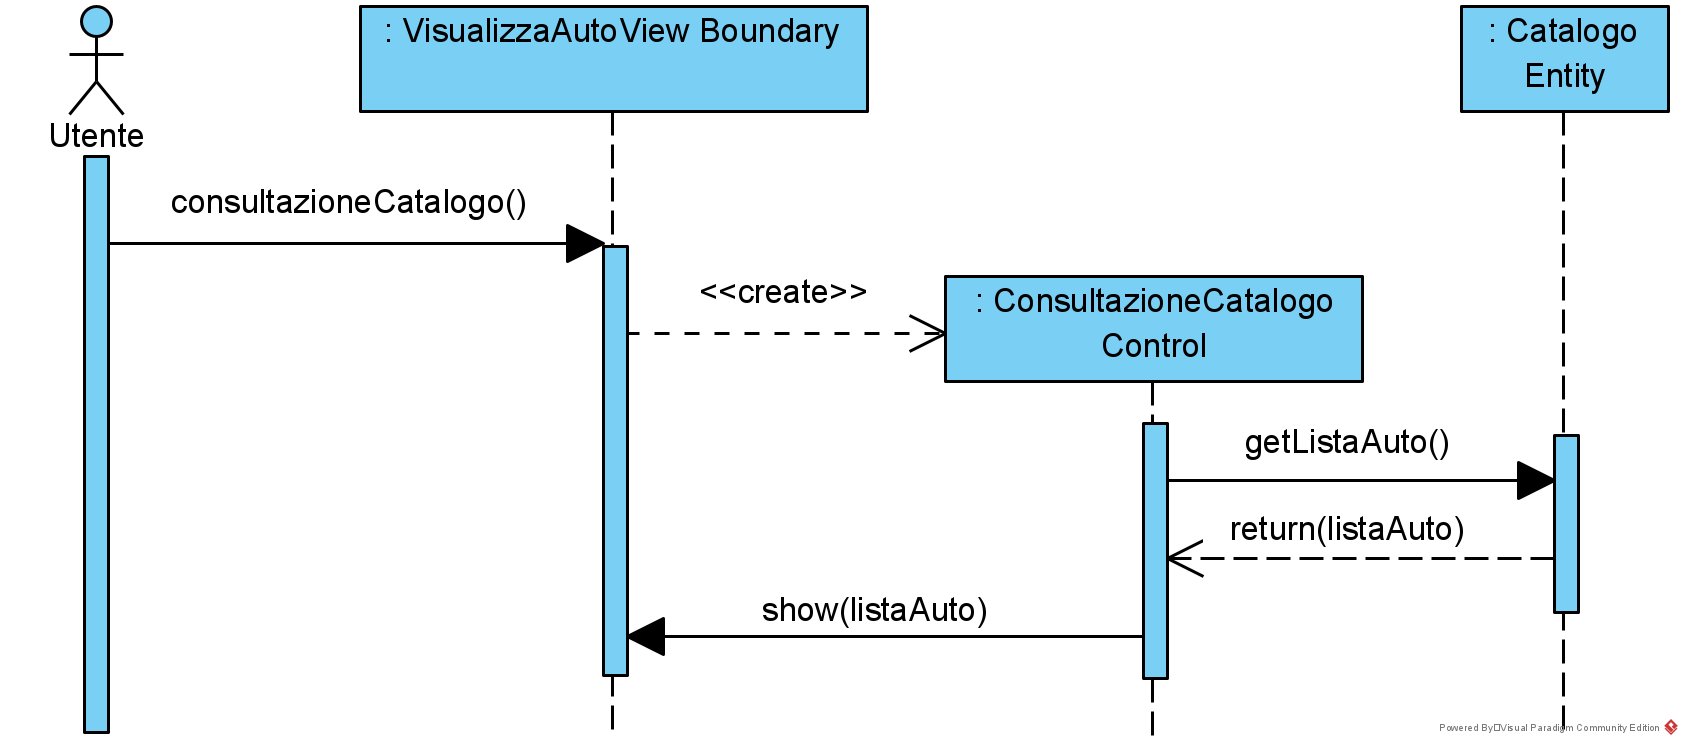 : VisualizzaAutoView Boundary
: Catalogo
Entity
Utente
consultazioneCatalogo()
<<create>>
: ConsultazioneCatalogo
Control
getListaAuto()
return(listaAuto)
show(listaAuto)
Powered By□Visual Paradigm Community Edition